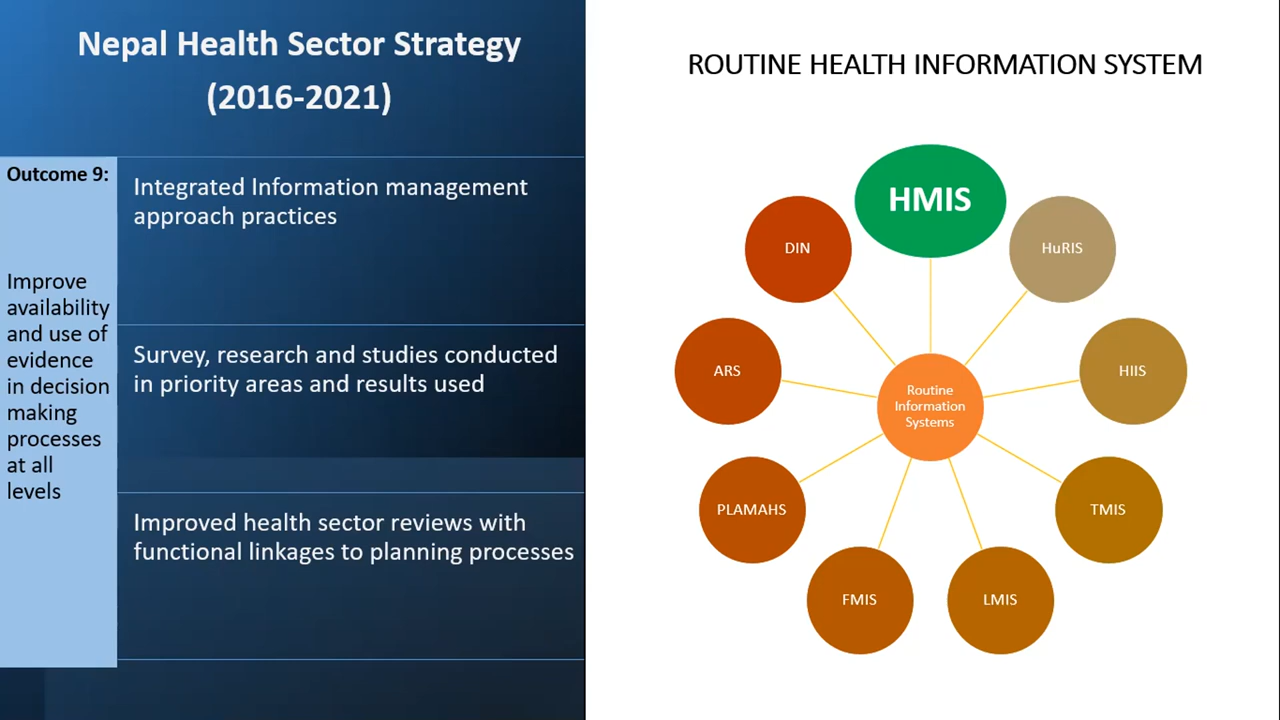 Nepal Health Sector Strategy
(2016-2021)
Outcome 9:
Improve
availability
and use of
evidence
in decision
making
processes
at all
levels
Integrated Information management
approach practices
Survey, research and studies conducted
in priority areas and results used
Improved health sector reviews with
functional linkages to planning processes
ROUTINE HEALTH INFORMATION SYSTEM
HMIS
HuRIS
HIIS
TMIS
LMIS
FMIS
PLAMAHS
ARS
DIN
Routine
Information
Systems